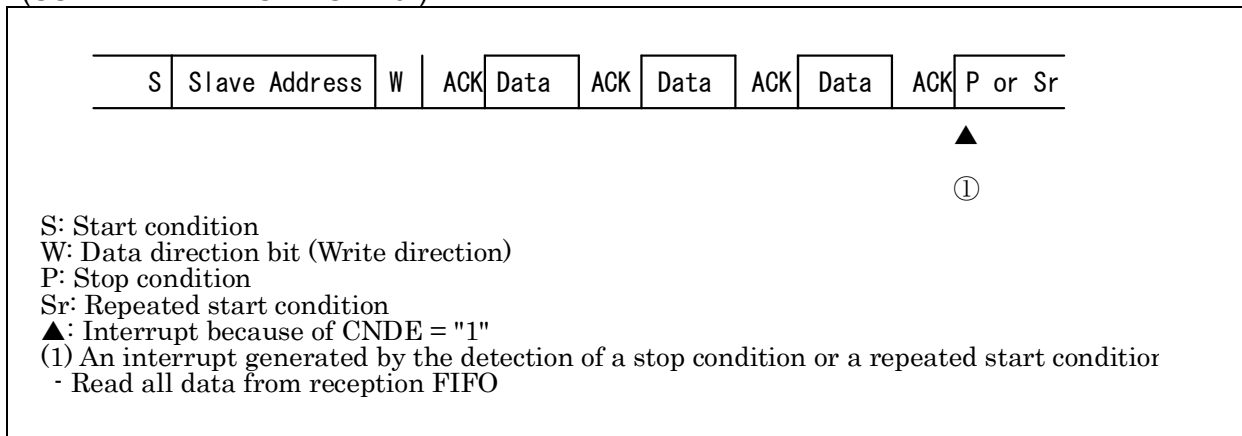 S Slave Address W ACK Data ACK Data ACK Data ACK P or Sr
▲
①
S: Start condition
W: Data direction bit (Write direction)
P: Stop condition
Sr: Repeated start condition
▲: Interrupt because of CNDE = "1"
(1) An interrupt generated by the detection of a stop condition or a repeated start condition
- Read all data from reception FIFO